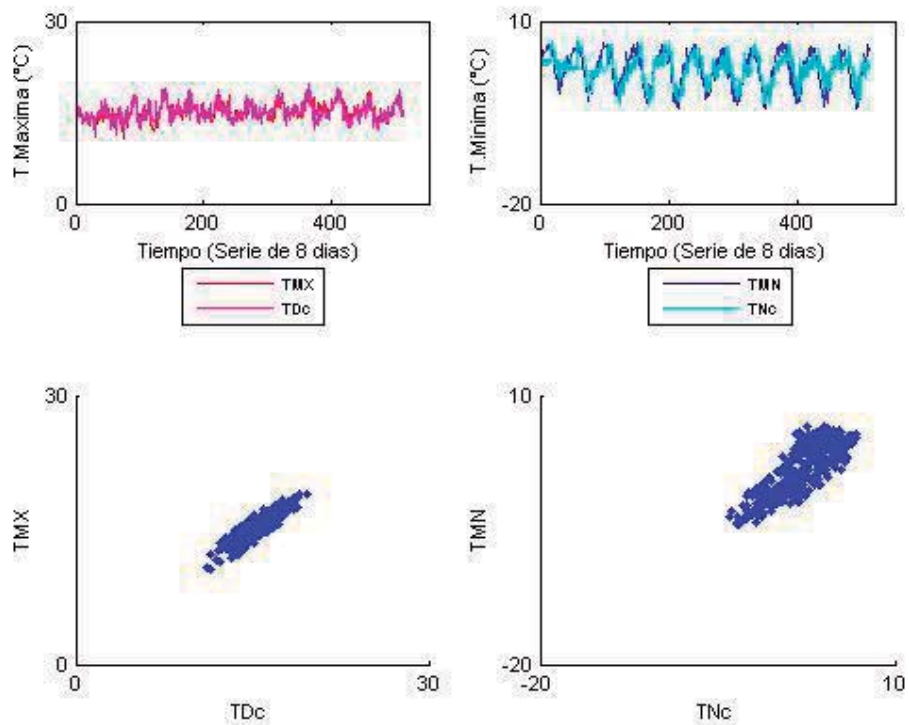 30
T.Maxima (°C)
0
0 200 400
Tiempo (Serie de 8 dias)
TMX
TDc
10
T.Minima (°C)
-20
0 200 400
Tiempo (Serie de 8 dias)
TMN
TNc
30
TMX
0
0 30
TDc
10
TMN
-20
-20 10
TNc